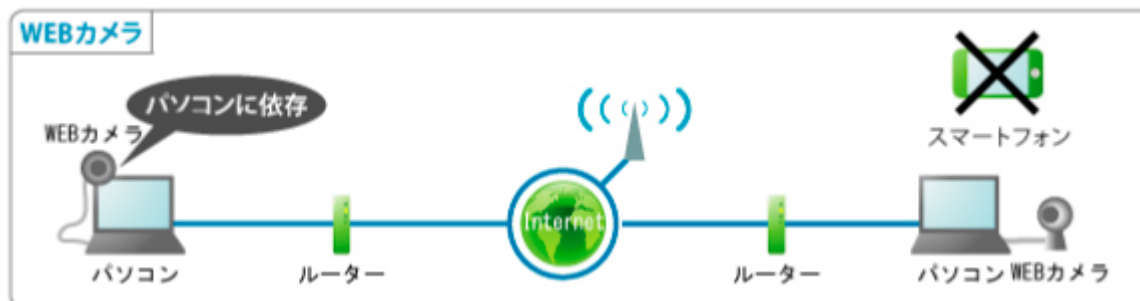 WEBカメラ
パソコンに依存
WEBカメラ
スマートフォン
Internet
パソコン
ルーター
ルーター
パソコン
WEBカメラ